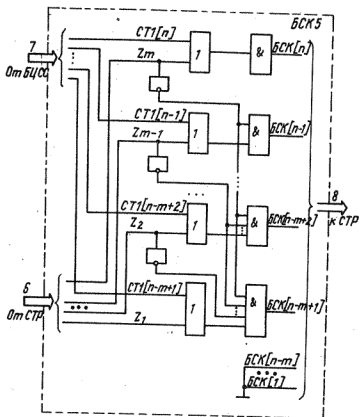 БСК5
7
От БЦСС
СТ1[n]
1
&
БСК[n]
Zm
СТ1[n-1]
1
&
БСК[n-1]
Zm-1
СТ1[n-m+2]
1
&
БСК[n-m+2]
Z2
8
к СТР
6
От СТР
СТ1[n-m+1]
1
&
БСК[n-m+1]
Z1
БСК[n-m]
БСК[1]